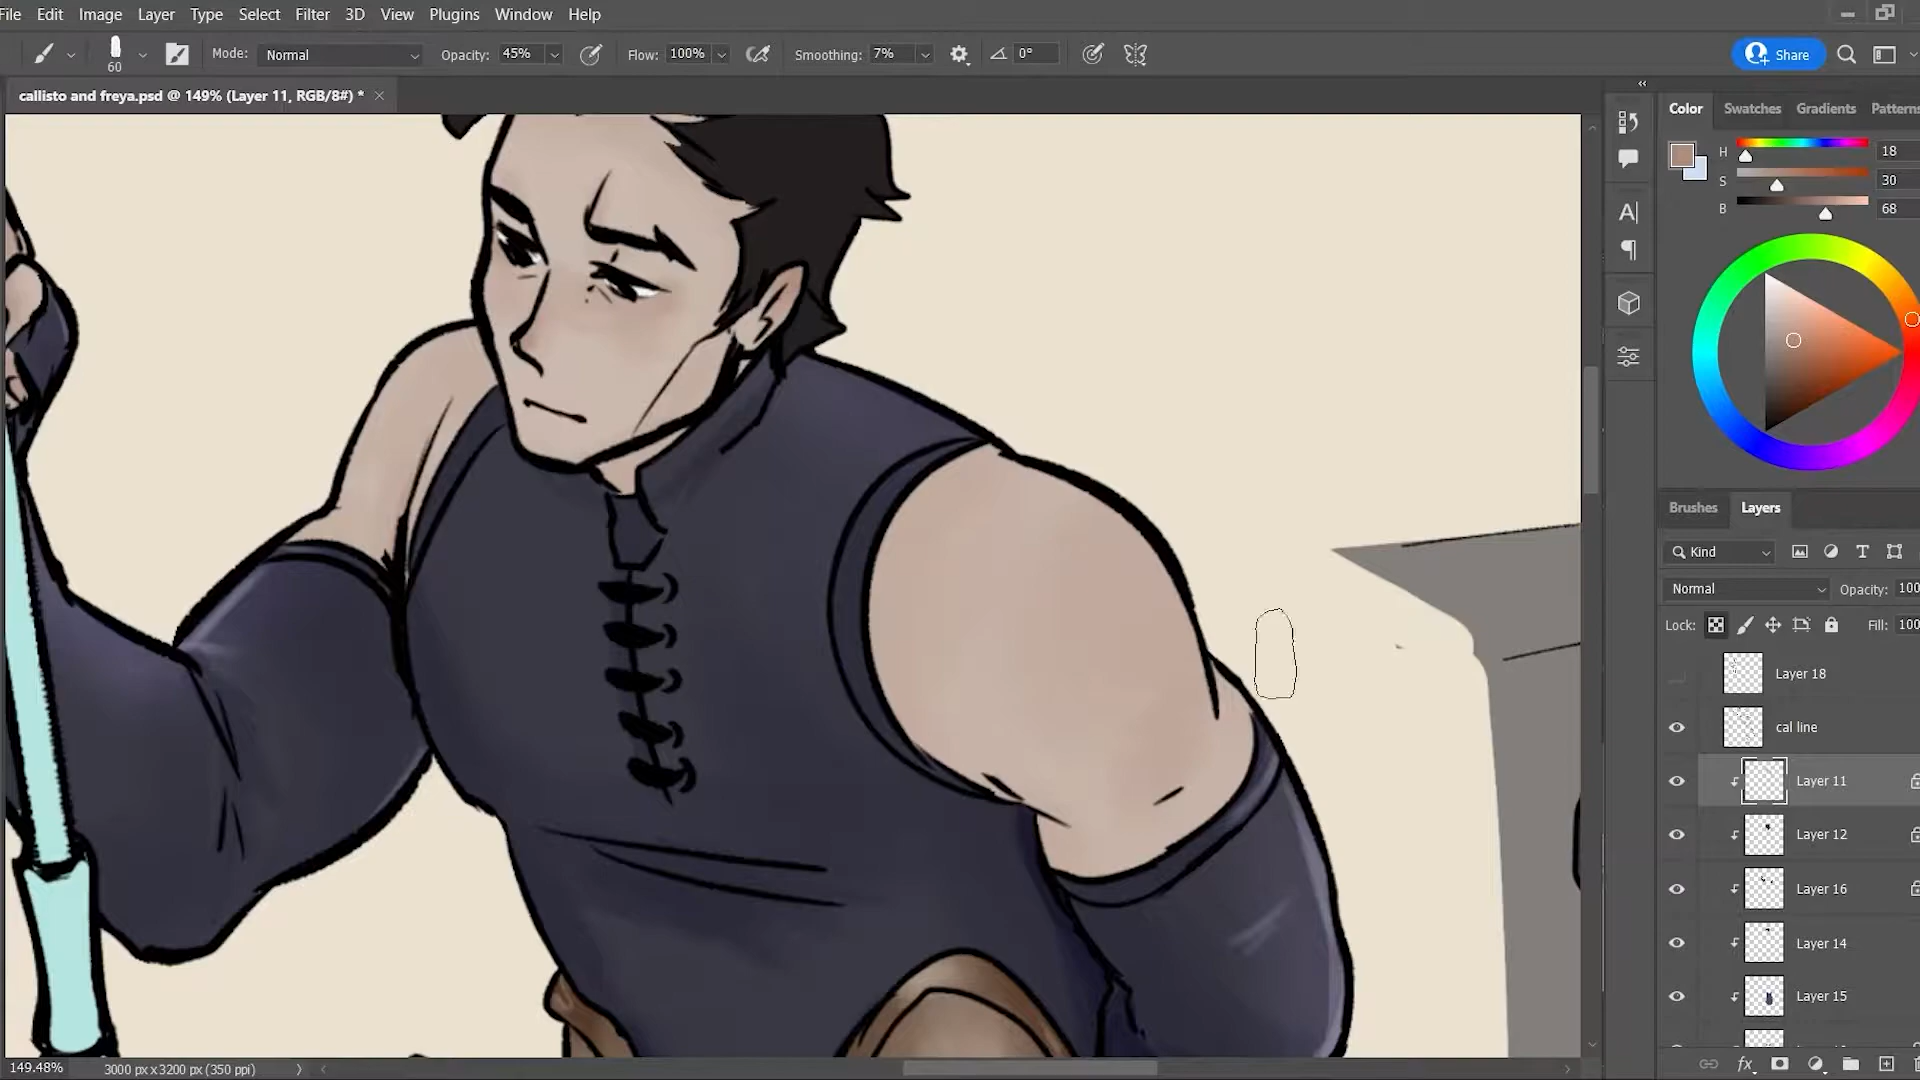 File Edit Image Layer Type Select Filter 3D View Plugins Window Help
60 Mode: Normal Opacity: 45% Flow: 100% Smoothing: 7% 0° Share
callisto and freya.psd @ 149% (Layer 11, RGB/8#) * ×
Color Swatches Gradients Patterns
H 18
S 30
B 68
Brushes Layers
Kind
Normal Opacity: 100
Lock: Fill: 100
Layer 18
cal line
Layer 11
Layer 12
Layer 16
Layer 14
Layer 15
149.48% 3000 px x 3200 px (350 ppi)